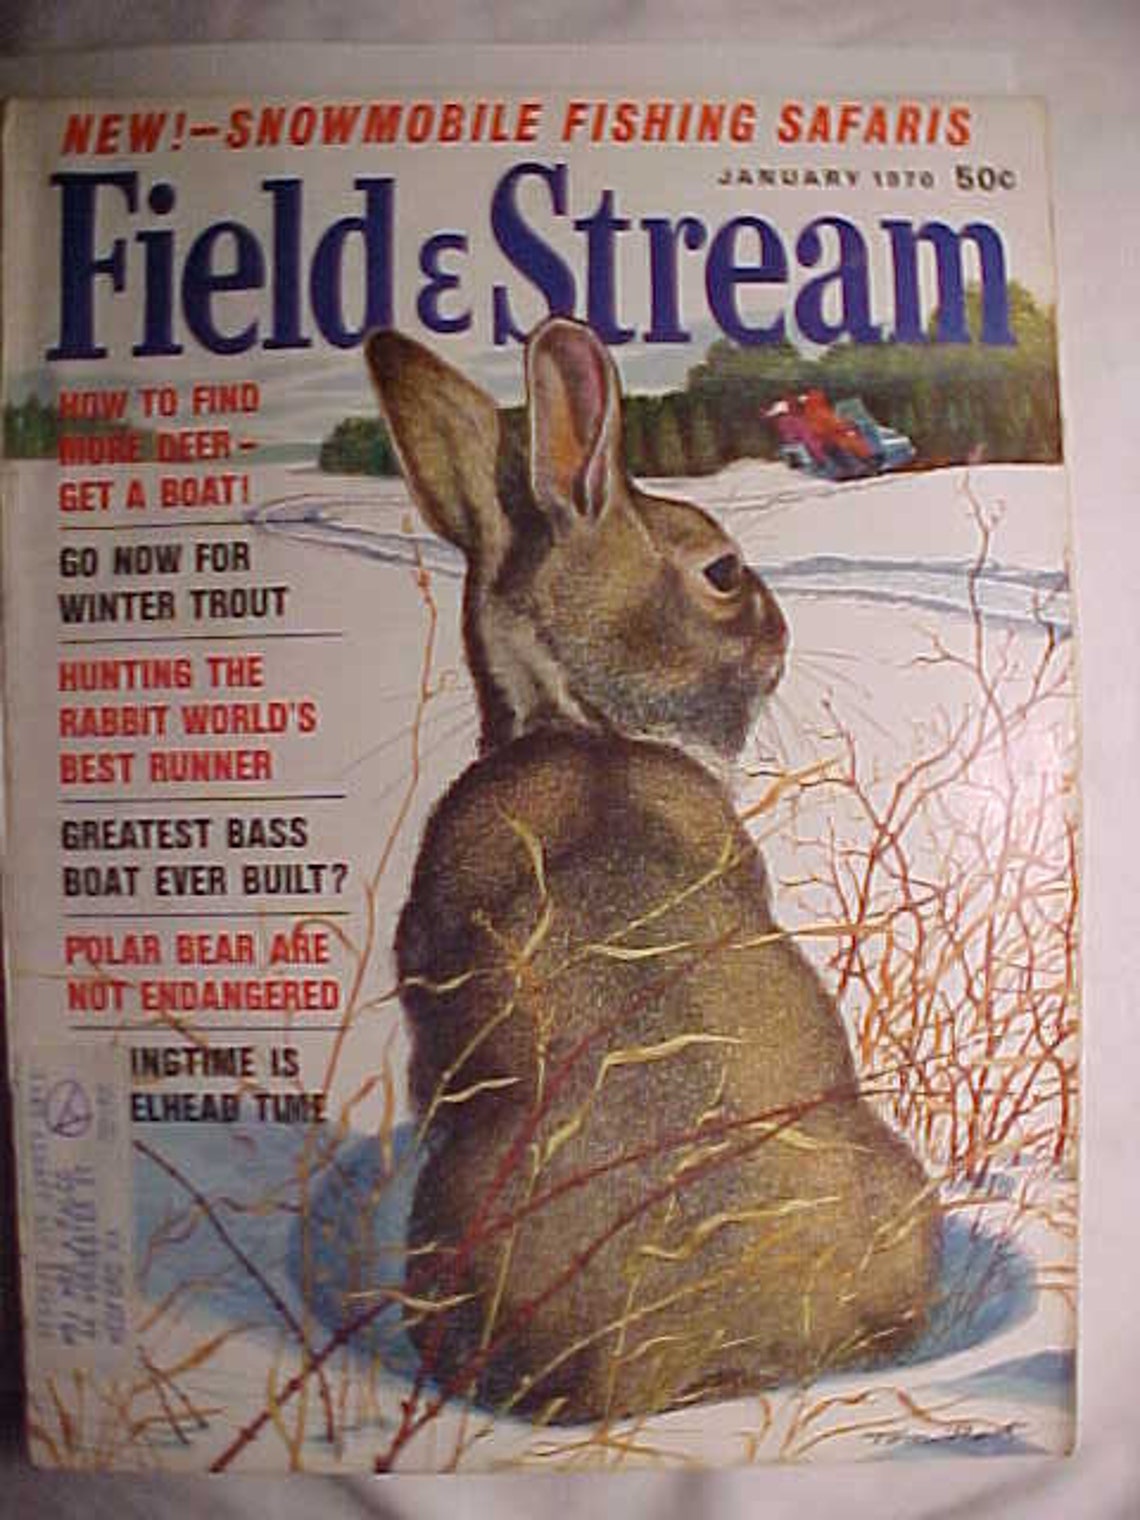 NEW!-SNOWMOBILE FISHING SAFARIS
JANUARY 1970 50¢
Field & Stream
HOW TO FIND
MORE DEER-
GET A BOAT!
GO NOW FOR
WINTER TROUT
HUNTING THE
RABBIT WORLD'S
BEST RUNNER
GREATEST BASS
BOAT EVER BUILT?
POLAR BEAR ARE
NOT ENDANGERED
INGTIME IS
ELHEAD TIME